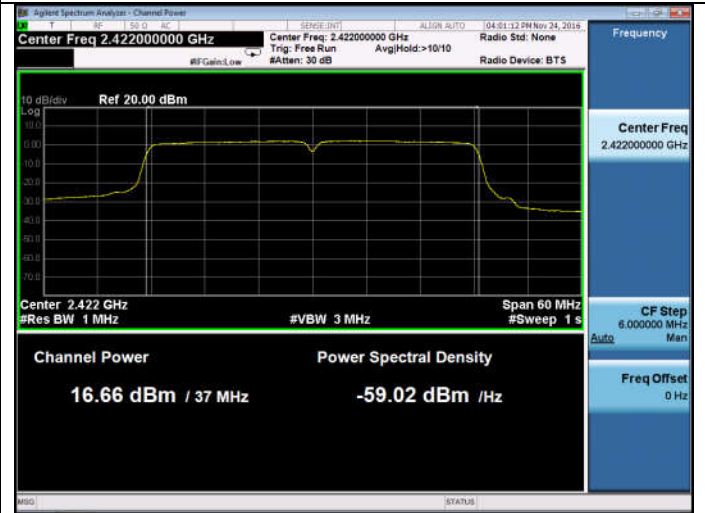 Agilent Spectrum Analyzer - Channel Power
T RF 50 Ω AC SENSE:INT ALIGN AUTO 04:01:12 PM Nov 24, 2016
Center Freq 2.422000000 GHz Center Freq: 2.422000000 GHz Radio Std: None Frequency
Trig: Free Run Avg|Hold:>10/10
#IFGain:Low #Atten: 30 dB Radio Device: BTS
10 dB/div Ref 20.00 dBm
Log
10.0
0.00
-10.0
-20.0
-30.0
-40.0
-50.0
-60.0
-70.0
Center Freq
2.422000000 GHz
Center 2.422 GHz Span 60 MHz
#Res BW 1 MHz #VBW 3 MHz #Sweep 1 s
CF Step
6.000000 MHz
Auto Man
Channel Power Power Spectral Density
16.66 dBm / 37 MHz -59.02 dBm /Hz
Freq Offset
0 Hz
MSG STATUS